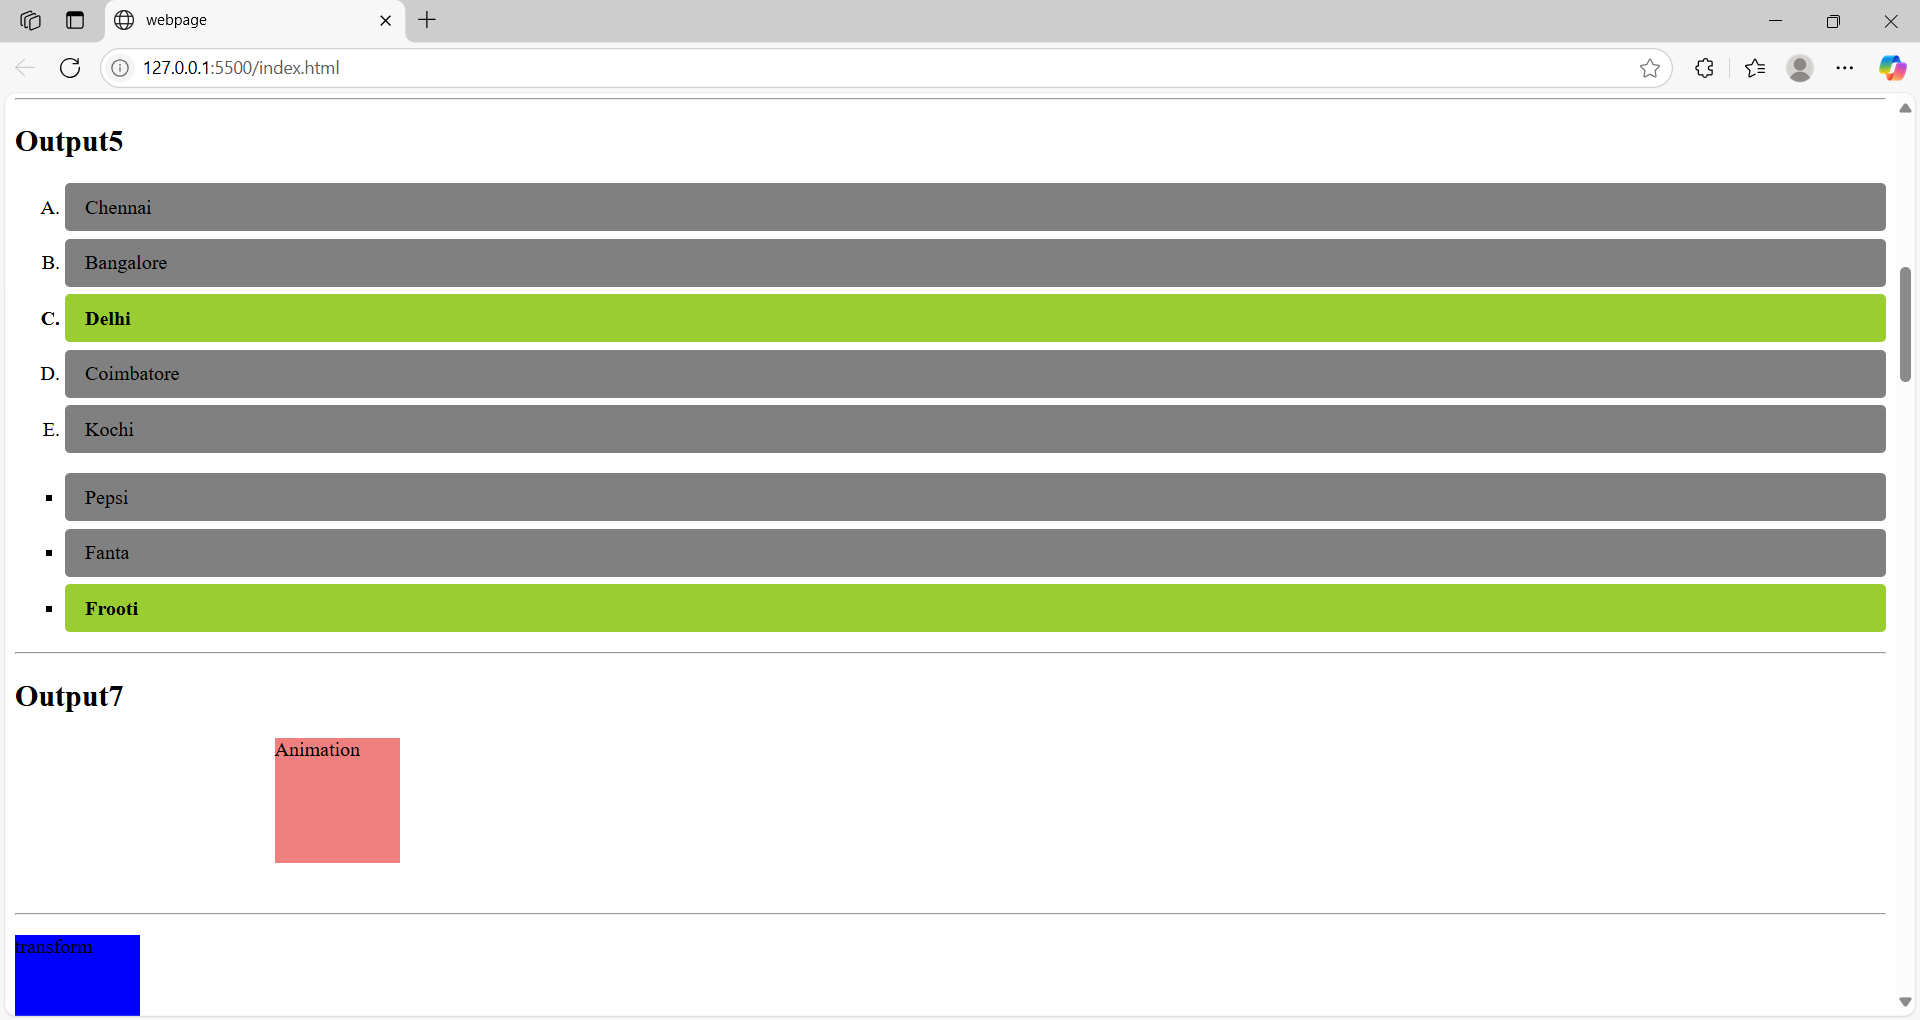 webpage
127.0.0.1:5500/index.html
Output5
A. Chennai
B. Bangalore
C. Delhi
D. Coimbatore
E. Kochi
▪ Pepsi
▪ Fanta
▪ Frooti
Output7
Animation
transform